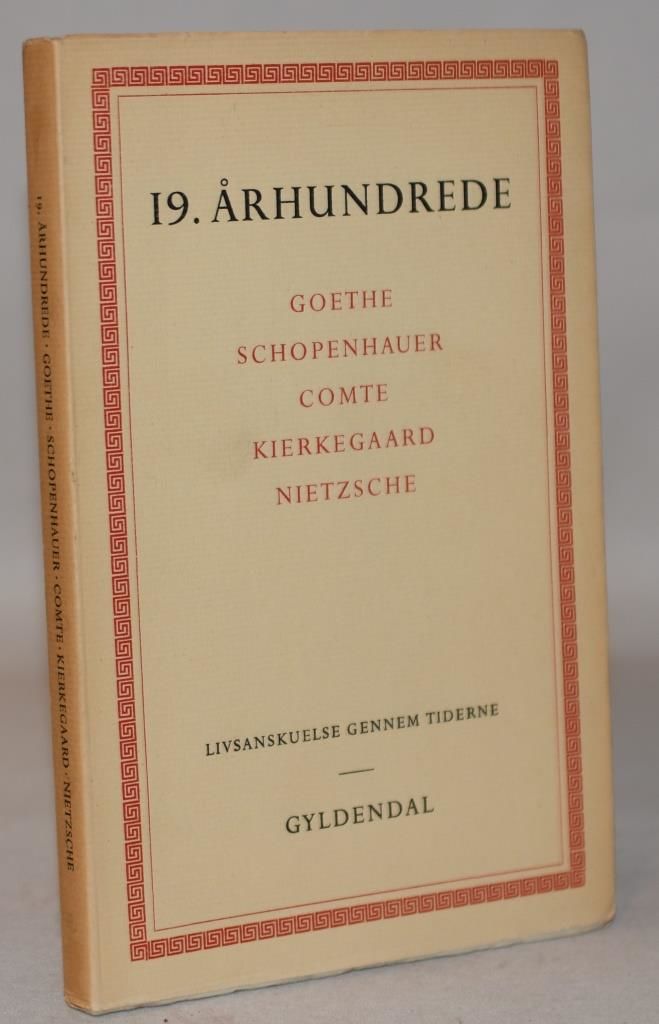 19. ÅRHUNDREDE
GOETHE
SCHOPENHAUER
COMTE
KIERKEGAARD
NIETZSCHE
LIVSANSKUELSE GENNEM TIDERNE
GYLDENDAL
19. ÅRHUNDREDE · GOETHE · SCHOPENHAUER · COMTE · KIERKEGAARD · NIETZSCHE